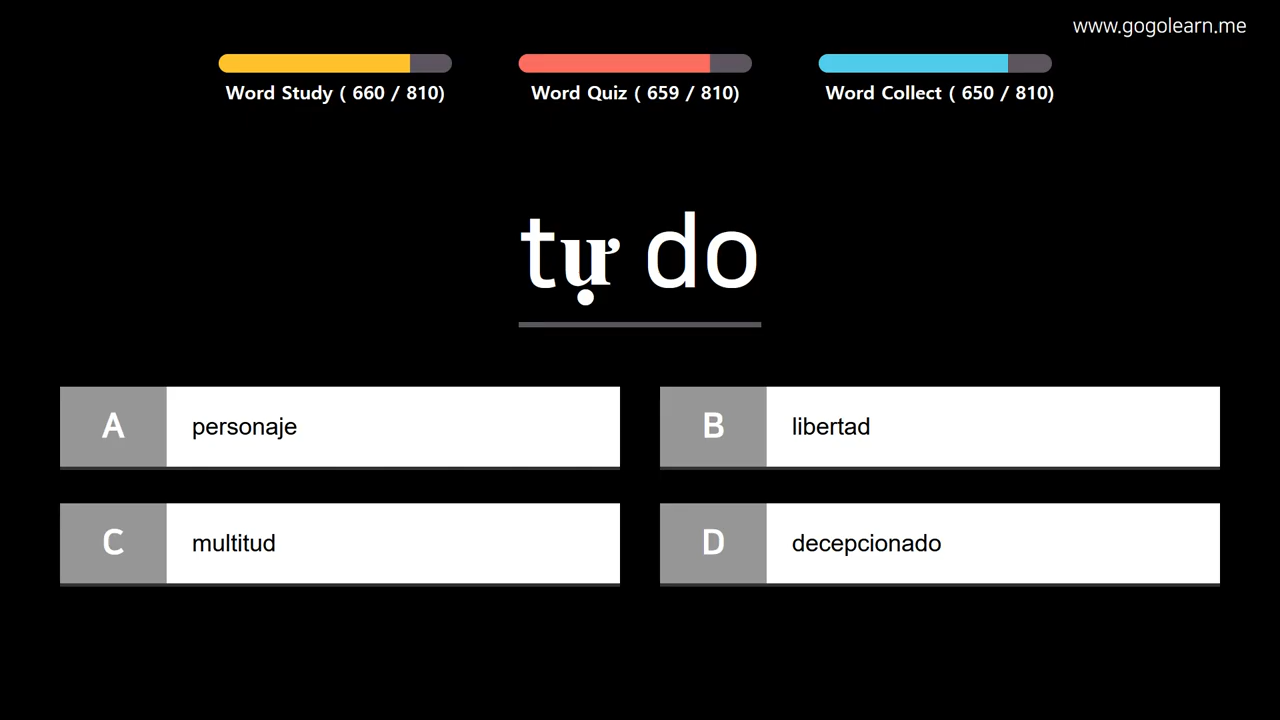 www.gogolearn.me
Word Study ( 660 / 810)
Word Quiz ( 659 / 810)
Word Collect ( 650 / 810)
tự do
A personaje
B libertad
C multitud
D decepcionado